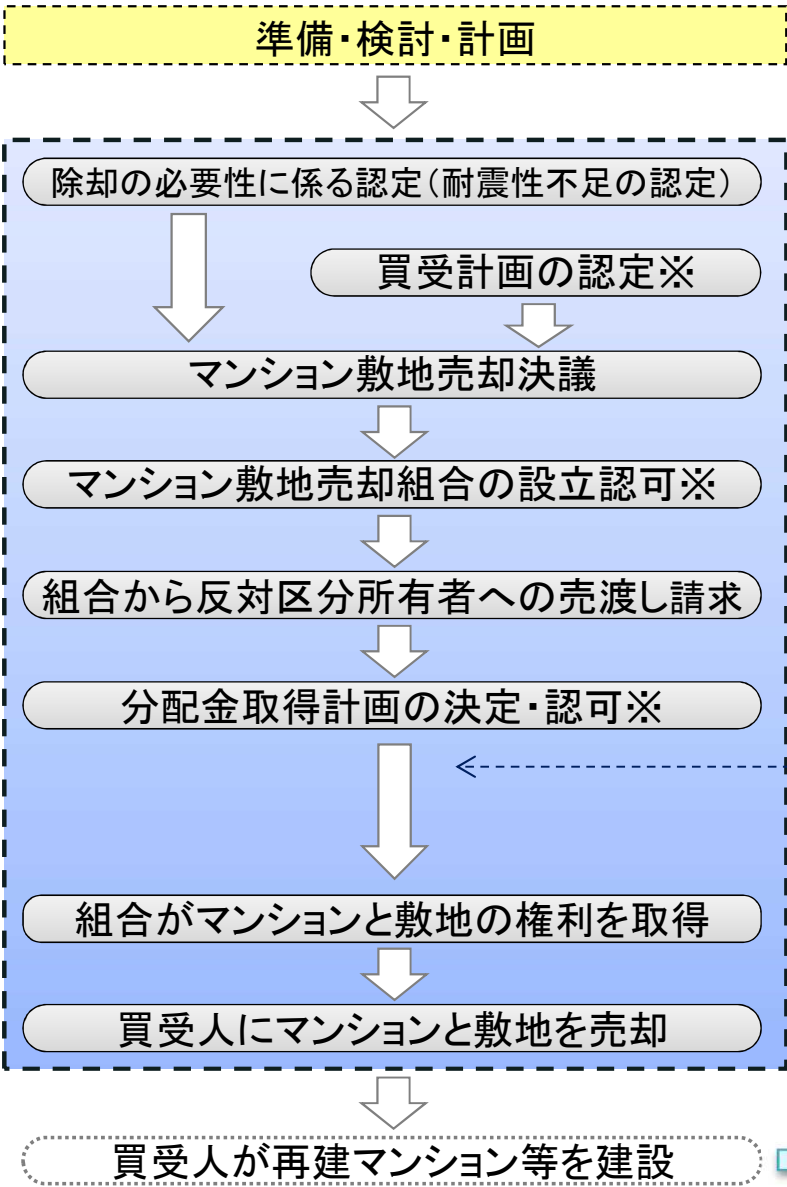 準備・検討・計画
除却の必要性に係る認定（耐震性不足の認定）
買受計画の認定※
マンション敷地売却決議
マンション敷地売却組合の設立認可※
組合から反対区分所有者への売渡し請求
分配金取得計画の決定・認可※
組合がマンションと敷地の権利を取得
買受人にマンションと敷地を売却
買受人が再建マンション等を建設